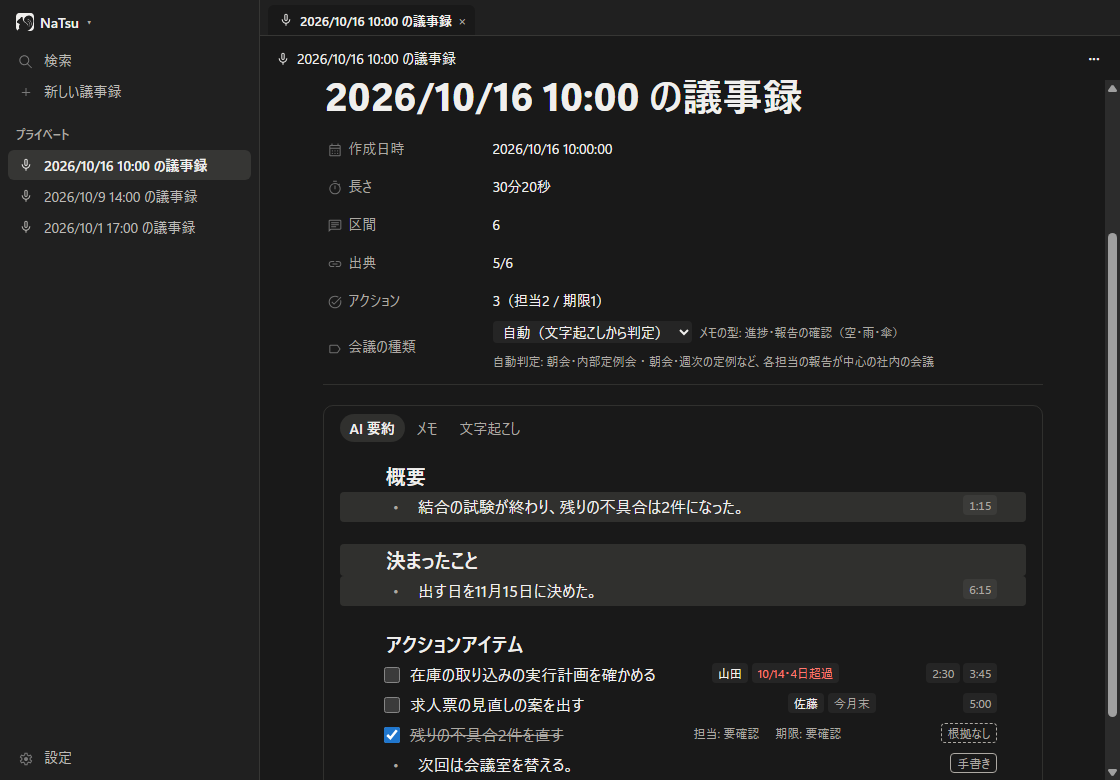 NaTsu
検索
新しい議事録
プライベート
2026/10/16 10:00 の議事録
2026/10/9 14:00 の議事録
2026/10/1 17:00 の議事録
設定
2026/10/16 10:00 の議事録 ×
2026/10/16 10:00 の議事録
2026/10/16 10:00 の議事録
作成日時 2026/10/16 10:00:00
長さ 30分20秒
区間 6
出典 5/6
アクション 3（担当2 / 期限1）
会議の種類 自動（文字起こしから判定） メモの型: 進捗・報告の確認（空・雨・傘）
自動判定: 朝会・内部定例会 ・ 朝会・週次の定例など、各担当の報告が中心の社内の会議
AI 要約 メモ 文字起こし
概要
・ 結合の試験が終わり、残りの不具合は2件になった。 1:15
決まったこと
・ 出す日を11月15日に決めた。 6:15
アクションアイテム
在庫の取り込みの実行計画を確かめる 山田 10/14・4日超過 2:30 3:45
求人票の見直しの案を出す 佐藤 今月末 5:00
残りの不具合2件を直す 担当: 要確認 期限: 要確認 根拠なし
・ 次回は会議室を替える。 手書き